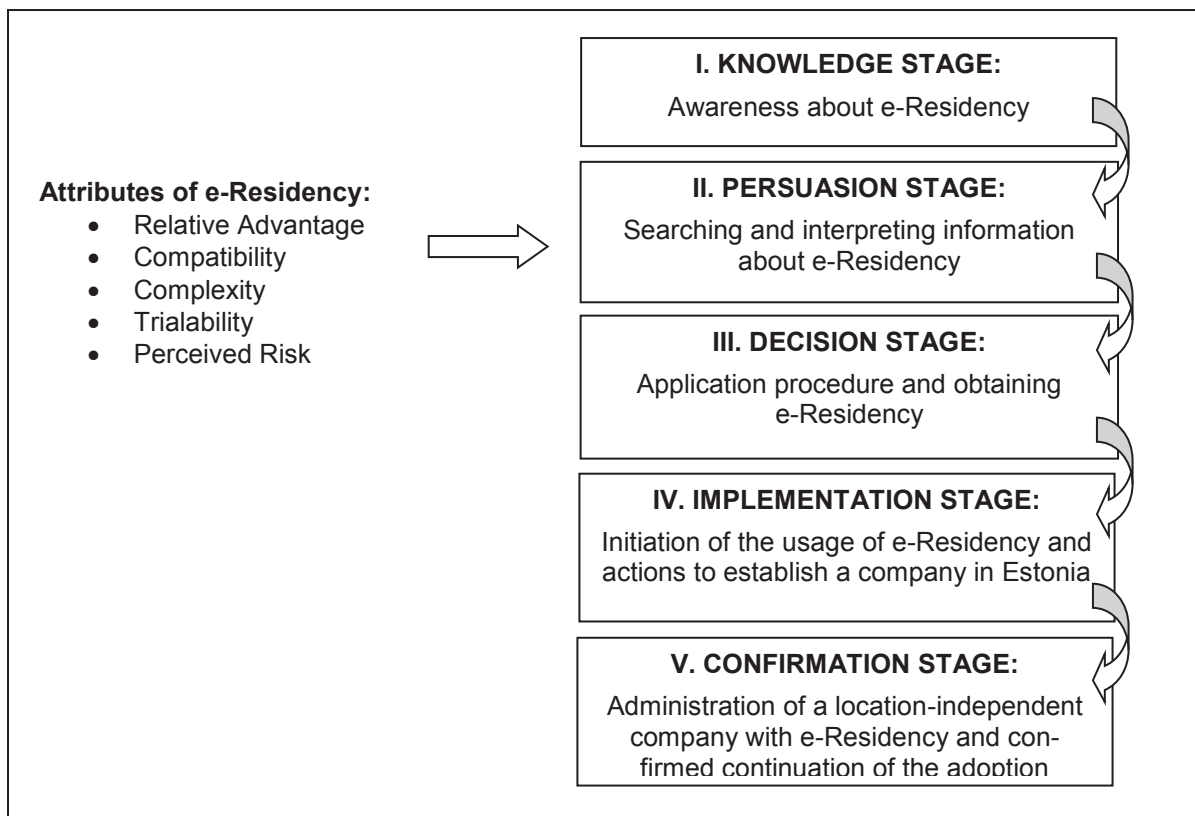 Attributes of e-Residency:
• Relative Advantage
• Compatibility
• Complexity
• Trialability
• Perceived Risk
I. KNOWLEDGE STAGE:
Awareness about e-Residency
II. PERSUASION STAGE:
Searching and interpreting information
about e-Residency
III. DECISION STAGE:
Application procedure and obtaining
e-Residency
IV. IMPLEMENTATION STAGE:
Initiation of the usage of e-Residency and
actions to establish a company in Estonia
V. CONFIRMATION STAGE:
Administration of a location-independent
company with e-Residency and con-
firmed continuation of the adoption